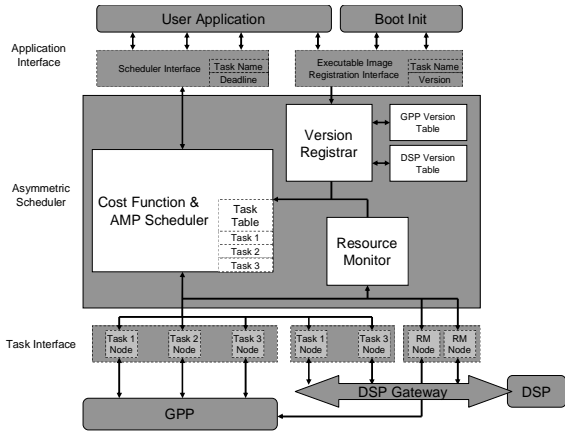 User Application
Boot Init
Application
Interface
Scheduler Interface
Task Name
Deadline
Executable Image
Registration Interface
Task Name
Version
Asymmetric
Scheduler
Version
Registrar
GPP Version
Table
DSP Version
Table
Cost Function &
AMP Scheduler
Task
Table
Task 1
Task 2
Task 3
Resource
Monitor
Task Interface
Task 1
Node
Task 2
Node
Task 3
Node
Task 1
Node
Task 3
Node
RM
Node
RM
Node
DSP Gateway
DSP
GPP